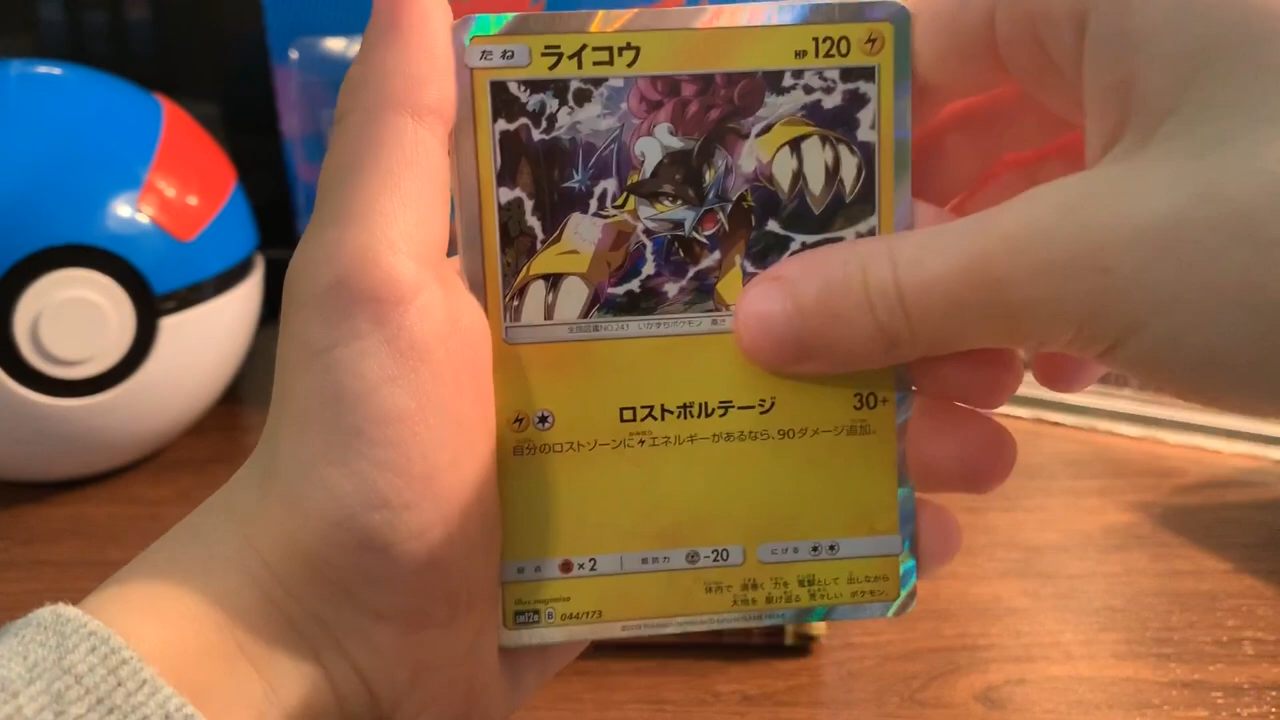 たね ライコウ HP 120
全国図鑑NO.243 いかずちポケモン 高さ
ロストボルテージ 30+
自分のロストゾーンにエネルギーがあるなら、90ダメージ追加。
弱点 ×2 抵抗力 -20 にげる
体内で 渦巻く 力を 電撃として 出しながら
大地を 駆け巡る 荒々しい ポケモン。
illus.nagimiso
SM12a B 044/173